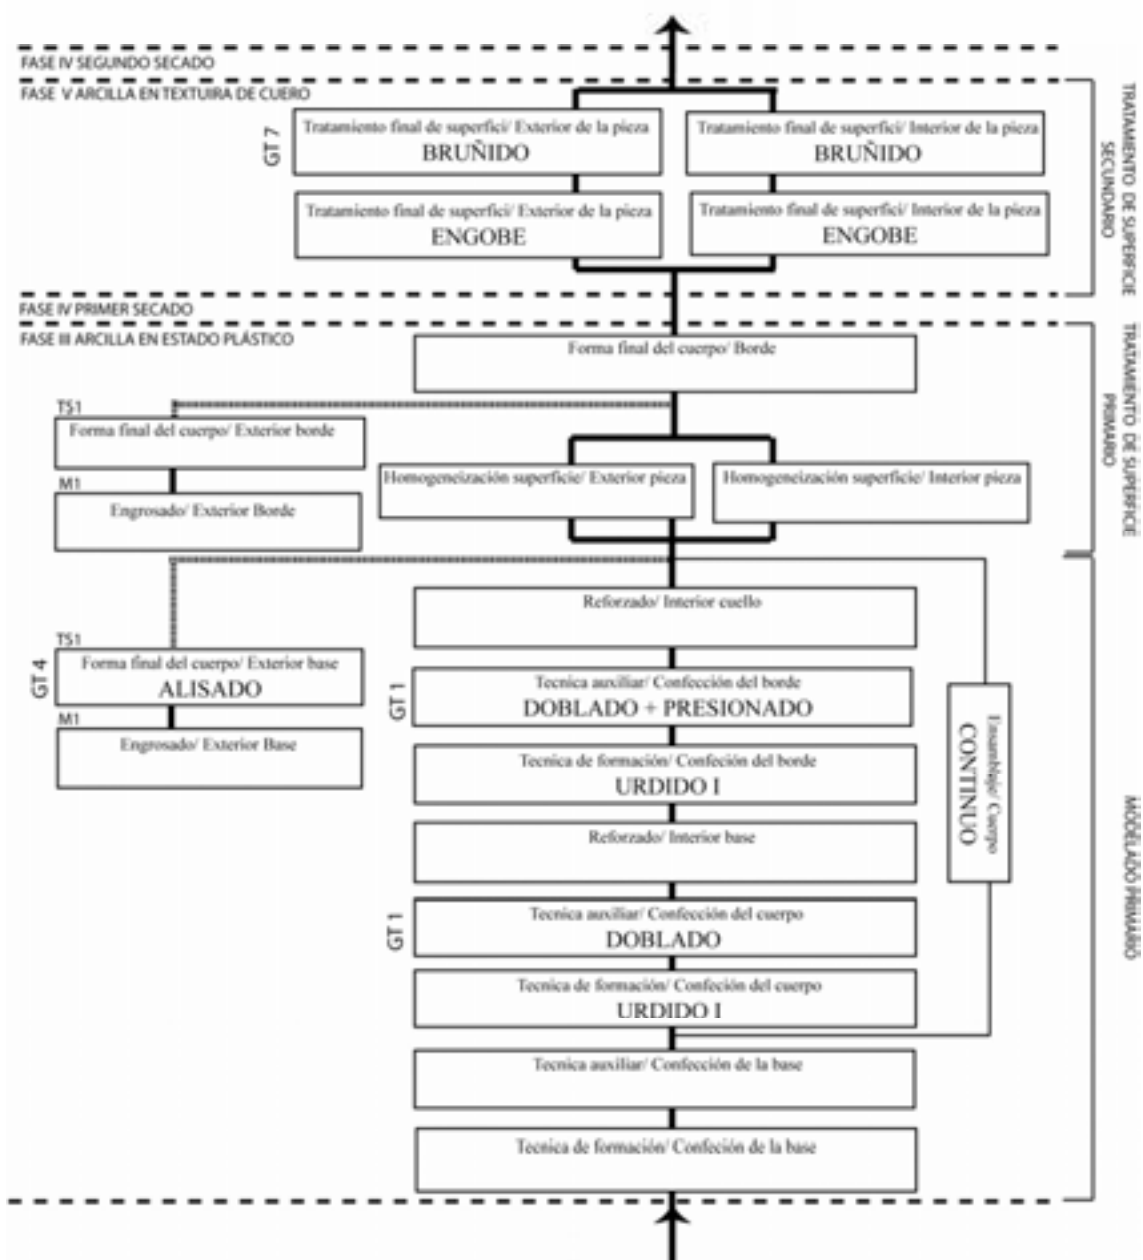 FASE IV SEGUNDO SECADO
FASE V ARCILLA EN TEXTUIRA DE CUERO
TRATAMIENTO DE SUPERFICIE
SECUNDARIO
GT 7
Tratamiento final de superfici/ Exterior de la pieza
BRUÑIDO
Tratamiento final de superfici/ Interior de la pieza
BRUÑIDO
Tratamiento final de superfici/ Exterior de la pieza
ENGOBE
Tratamiento final de superfici/ Interior de la pieza
ENGOBE
FASE IV PRIMER SECADO
FASE III ARCILLA EN ESTADO PLÁSTICO
TRATAMIENTO DE SUPERFICIE
PRIMARIO
Forma final del cuerpo/ Borde
TS1
Forma final del cuerpo/ Exterior borde
M1
Engrosado/ Exterior Borde
Homogeneización superficie/ Exterior pieza
Homogeneización superficie/ Interior pieza
MODELADO PRIMARIO
Reforzado/ Interior cuello
GT 4
TS1
Forma final del cuerpo/ Exterior base
ALISADO
M1
Engrosado/ Exterior Base
GT 1
Tecnica auxiliar/ Confección del borde
DOBLADO + PRESIONADO
Tecnica de formación/ Confeción del borde
URDIDO I
Ensamblaje/ Cuerpo
CONTINUO
Reforzado/ Interior base
GT 1
Tecnica auxiliar/ Confección del cuerpo
DOBLADO
Tecnica de formación/ Confeción del cuerpo
URDIDO I
Tecnica auxiliar/ Confección de la base
Tecnica de formación/ Confeción de la base